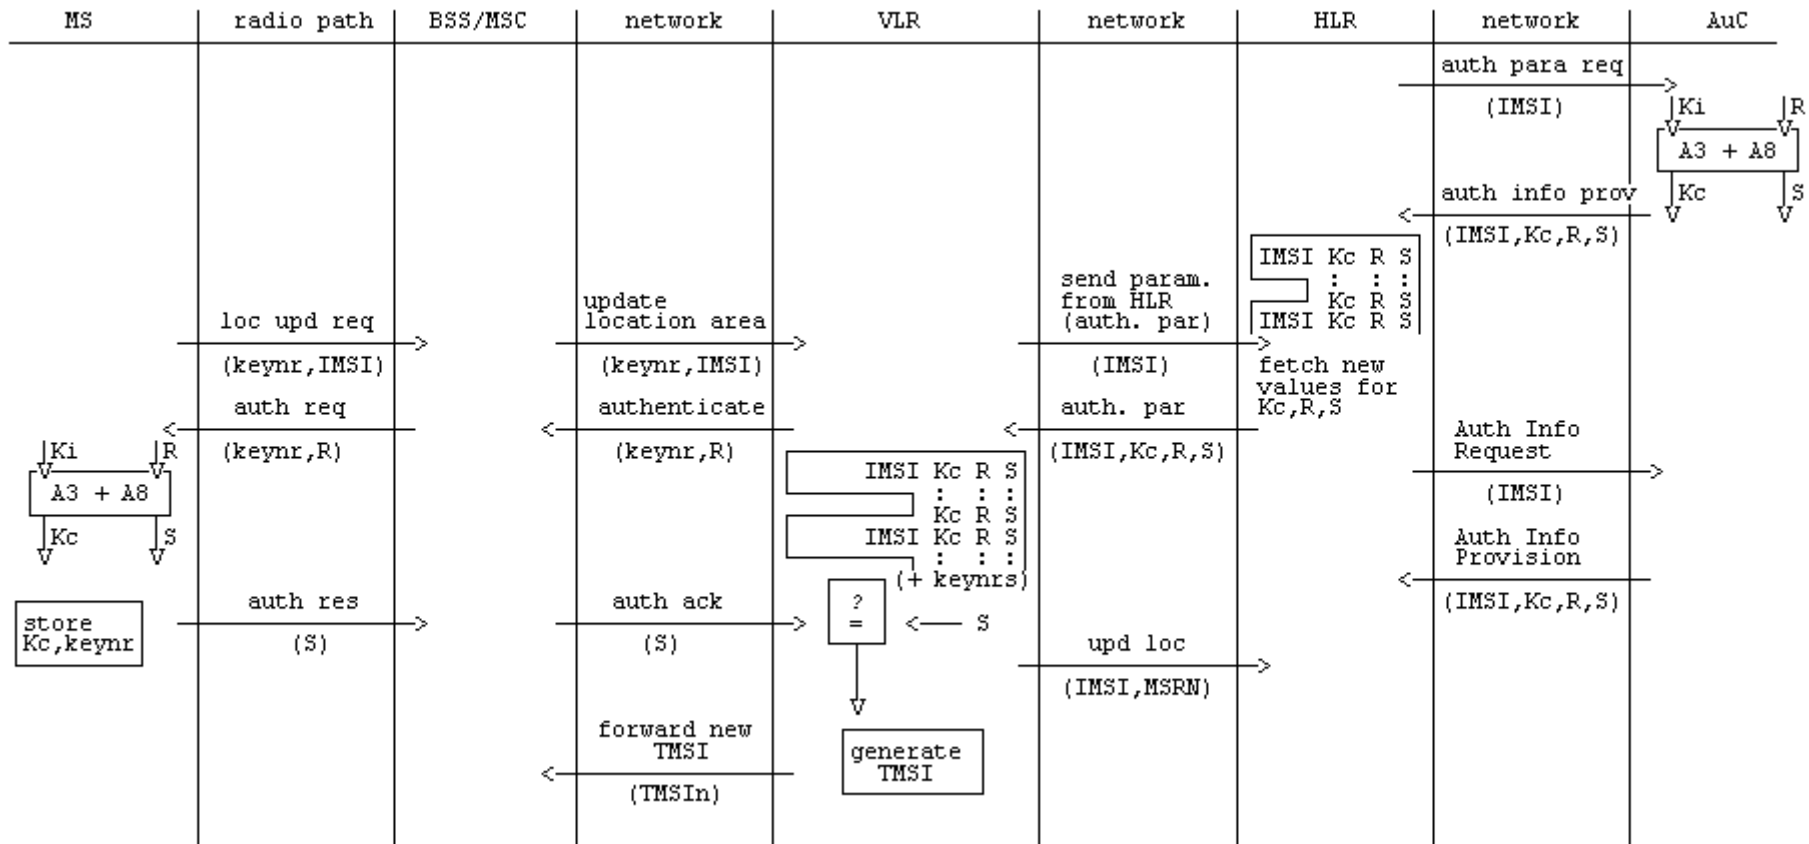 MS radio path BSS/MSC network VLR network HLR network AuC
auth para req
(IMSI)
Ki R
A3 + A8
auth info prov
Kc S
(IMSI,Kc,R,S)
IMSI Kc R S
: : :
Kc R S
IMSI Kc R S
send param.
from HLR
(auth. par)
update
location area
loc upd req
(keynr,IMSI)
(keynr,IMSI)
(IMSI)
fetch new
values for
Kc,R,S
auth req
authenticate
auth. par
(keynr,R)
(keynr,R)
(IMSI,Kc,R,S)
Auth Info
Request
(IMSI)
Ki R
A3 + A8
Kc S
IMSI Kc R S
: : :
Kc R S
IMSI Kc R S
: : :
(+ keynrs)
Auth Info
Provision
(IMSI,Kc,R,S)
store
Kc,keynr
auth res
(S)
auth ack
(S)
?
=
S
upd loc
(IMSI,MSRN)
forward new
TMSI
(TMSIn)
generate
TMSI